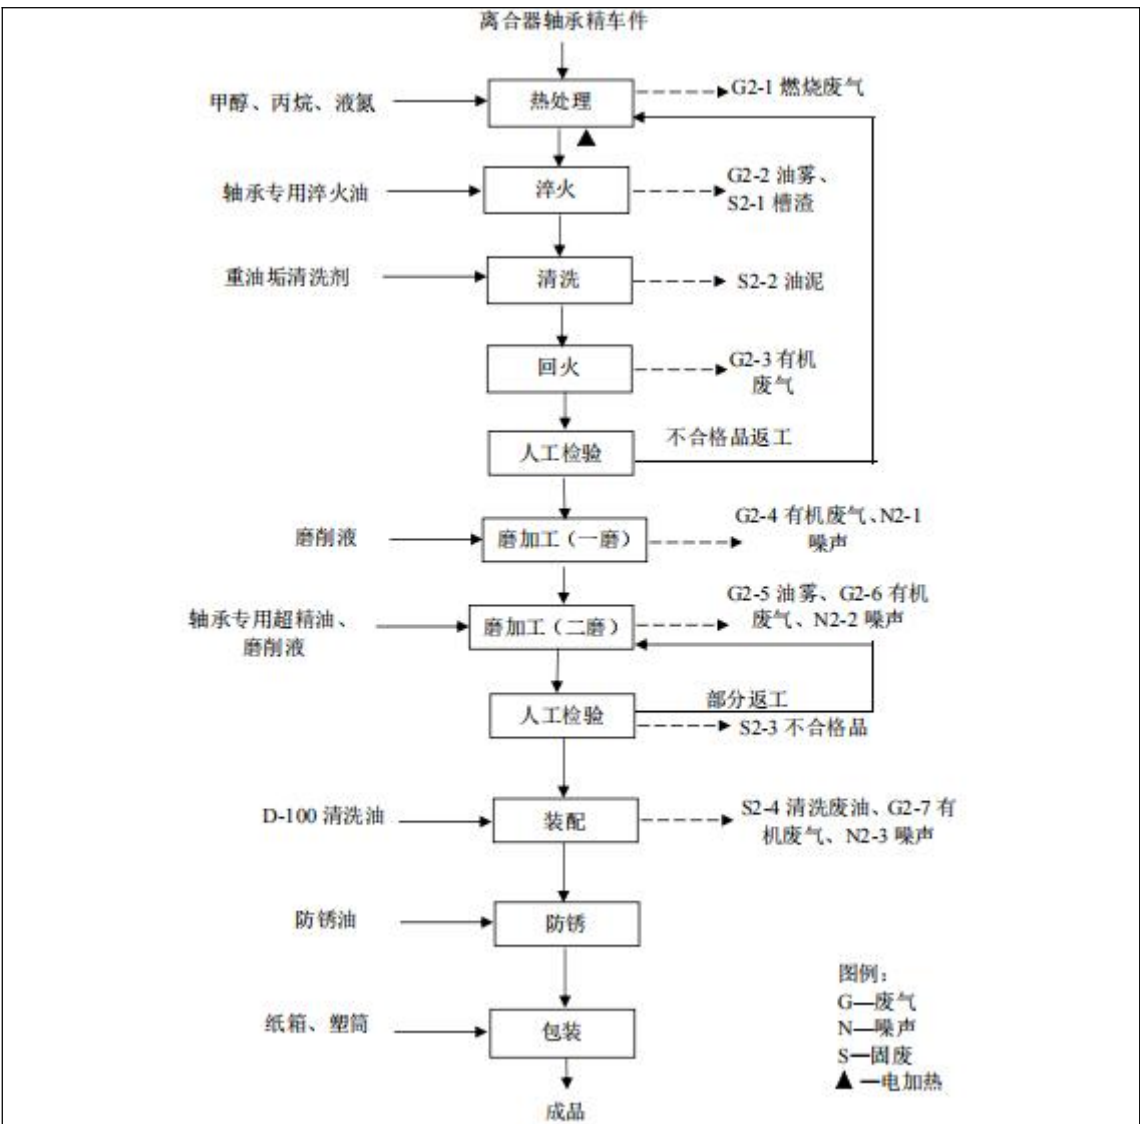 离合器轴承精车件
甲醇、丙烷、液氮
热处理
G2-1 燃烧废气
轴承专用淬火油
淬火
G2-2 油雾、
S2-1 槽渣
重油垢清洗剂
清洗
S2-2 油泥
回火
G2-3 有机
废气
人工检验
不合格品返工
磨削液
磨加工（一磨）
G2-4 有机废气、N2-1
噪声
轴承专用超精油、
磨削液
磨加工（二磨）
G2-5 油雾、G2-6 有机
废气、N2-2 噪声
人工检验
部分返工
S2-3 不合格品
D-100 清洗油
装配
S2-4 清洗废油、G2-7 有
机废气、N2-3 噪声
防锈油
防锈
纸箱、塑筒
包装
成品
图例：
G—废气
N—噪声
S—固废
▲ —电加热